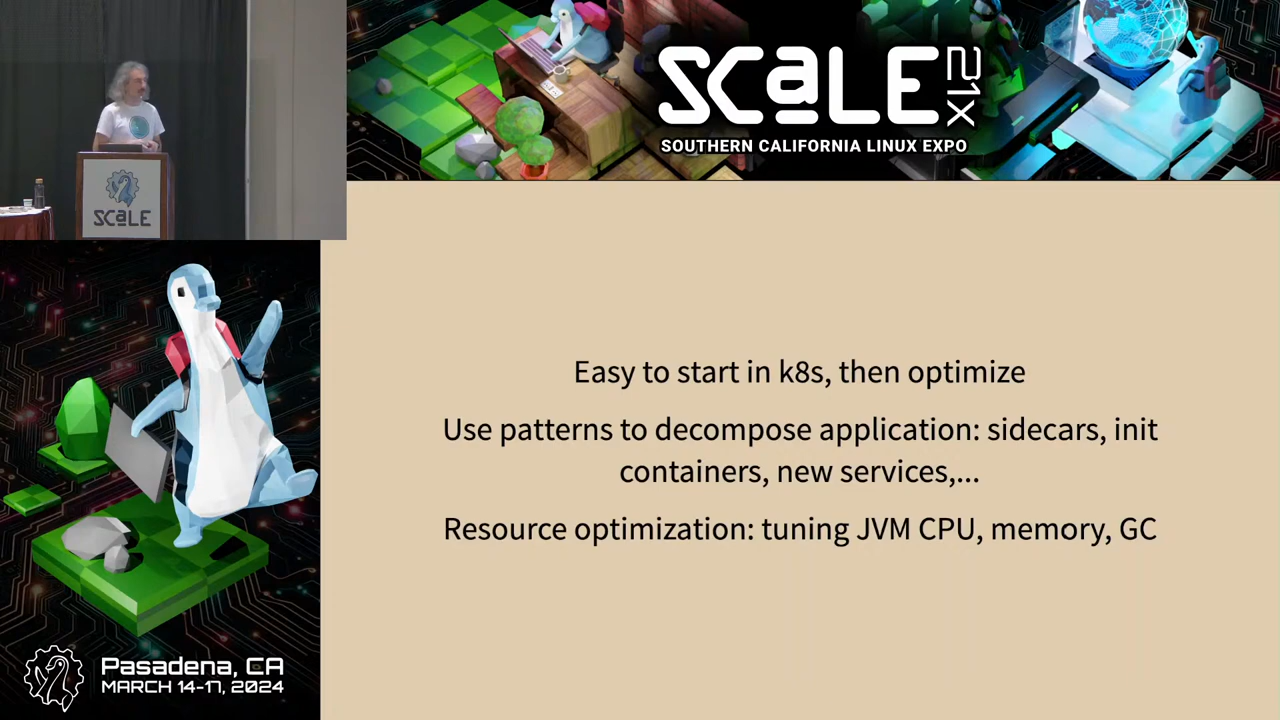 SCaLE
SCaLE 21x
SOUTHERN CALIFORNIA LINUX EXPO
Easy to start in k8s, then optimize
Use patterns to decompose application: sidecars, init
containers, new services,...
Resource optimization: tuning JVM CPU, memory, GC
Pasadena, CA
MARCH 14-17, 2024